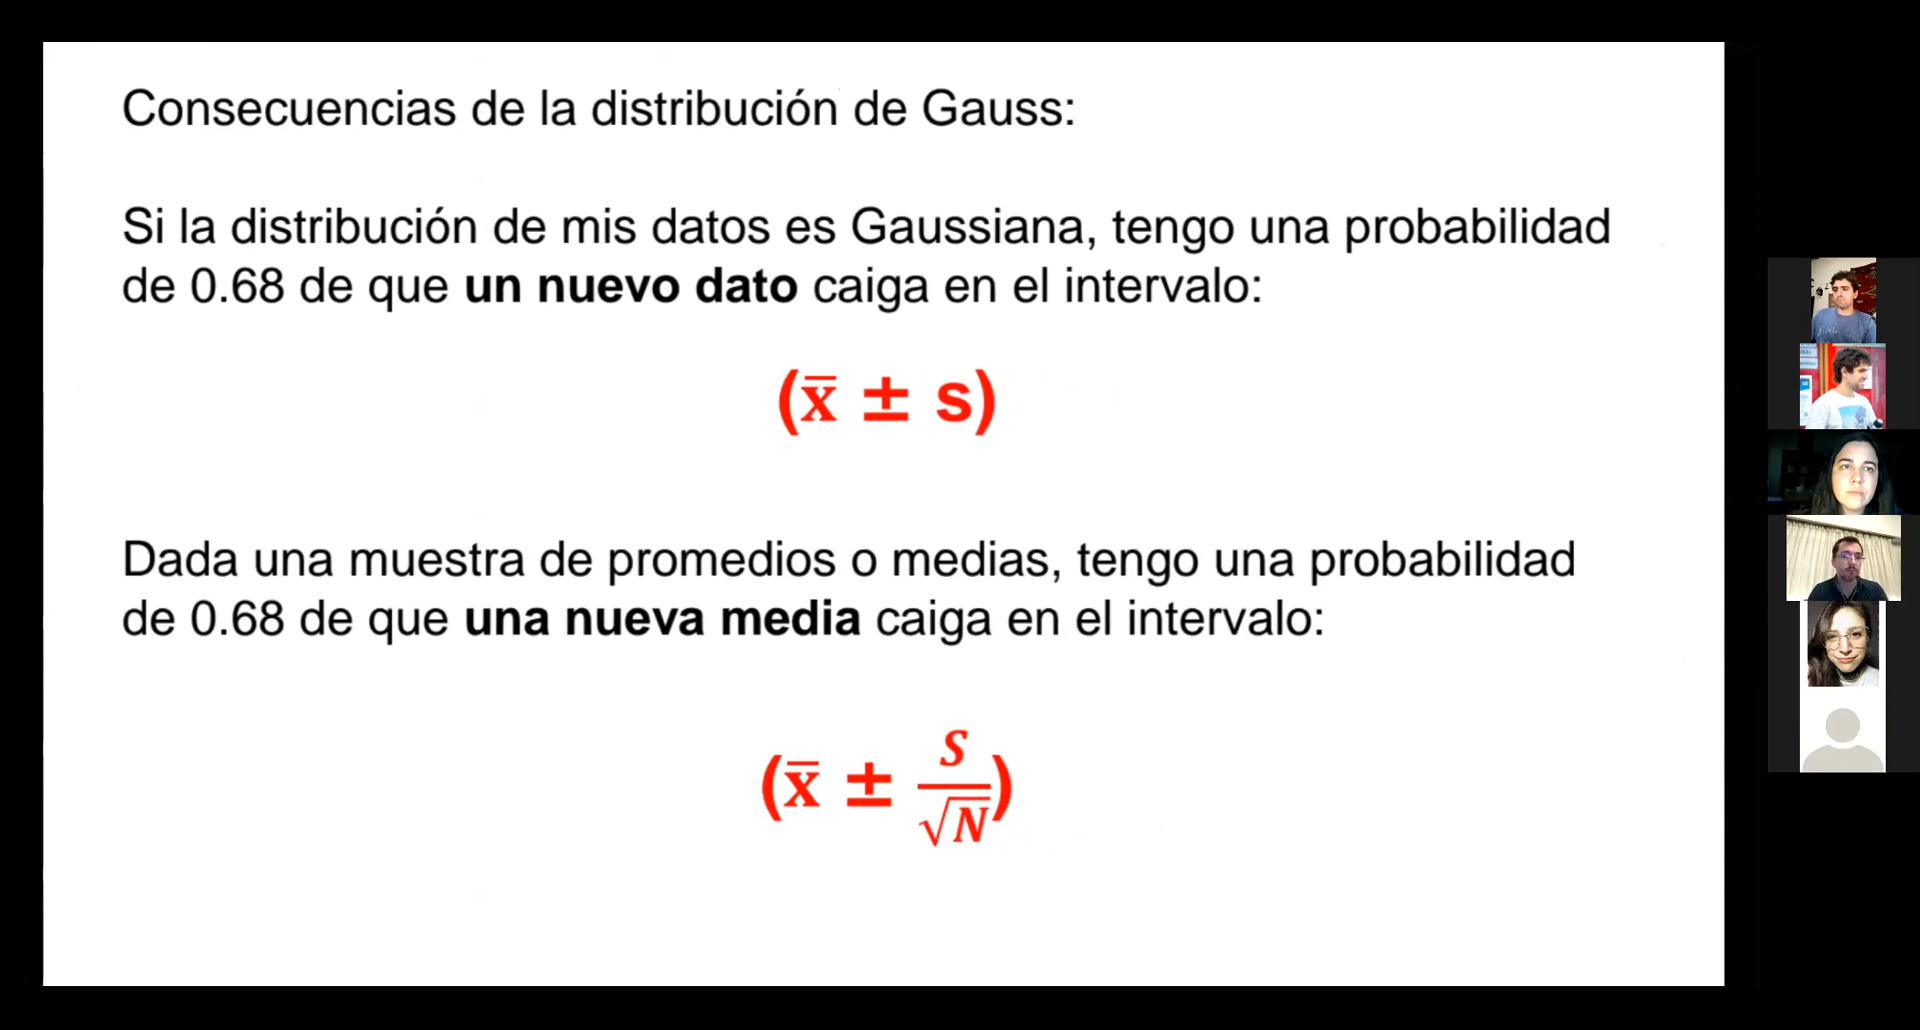 Consecuencias de la distribución de Gauss:
Si la distribución de mis datos es Gaussiana, tengo una probabilidad
de 0.68 de que un nuevo dato caiga en el intervalo:
(x̅ ± s)
Dada una muestra de promedios o medias, tengo una probabilidad
de 0.68 de que una nueva media caiga en el intervalo:
(x̅ ± S/√N)